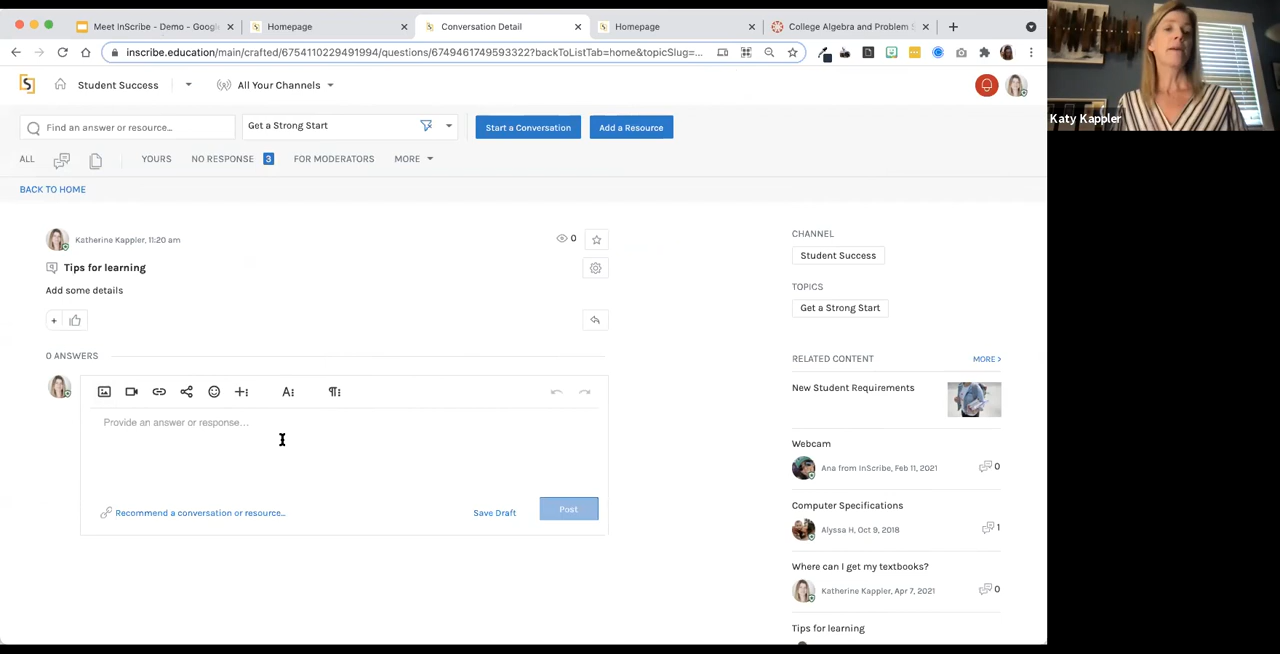 Meet InScribe - Demo - Googl
Homepage
Conversation Detail
Homepage
College Algebra and Problem S
inscribe.education/main/crafted/6754110229491994/questions/6749461749593322?backToListTab=home&topicSlug=...
Katy Kappler
Student Success
All Your Channels
Find an answer or resource...
Get a Strong Start
Start a Conversation
Add a Resource
ALL
YOURS
NO RESPONSE 3
FOR MODERATORS
MORE
BACK TO HOME
Katherine Kappler, 11:20 am
0
Tips for learning
Add some details
+
0 ANSWERS
Provide an answer or response...
Recommend a conversation or resource...
Save Draft
Post
CHANNEL
Student Success
TOPICS
Get a Strong Start
RELATED CONTENT
MORE >
New Student Requirements
Webcam
Ana from InScribe, Feb 11, 2021
0
Computer Specifications
Alyssa H, Oct 9, 2018
1
Where can I get my textbooks?
Katherine Kappler, Apr 7, 2021
0
Tips for learning